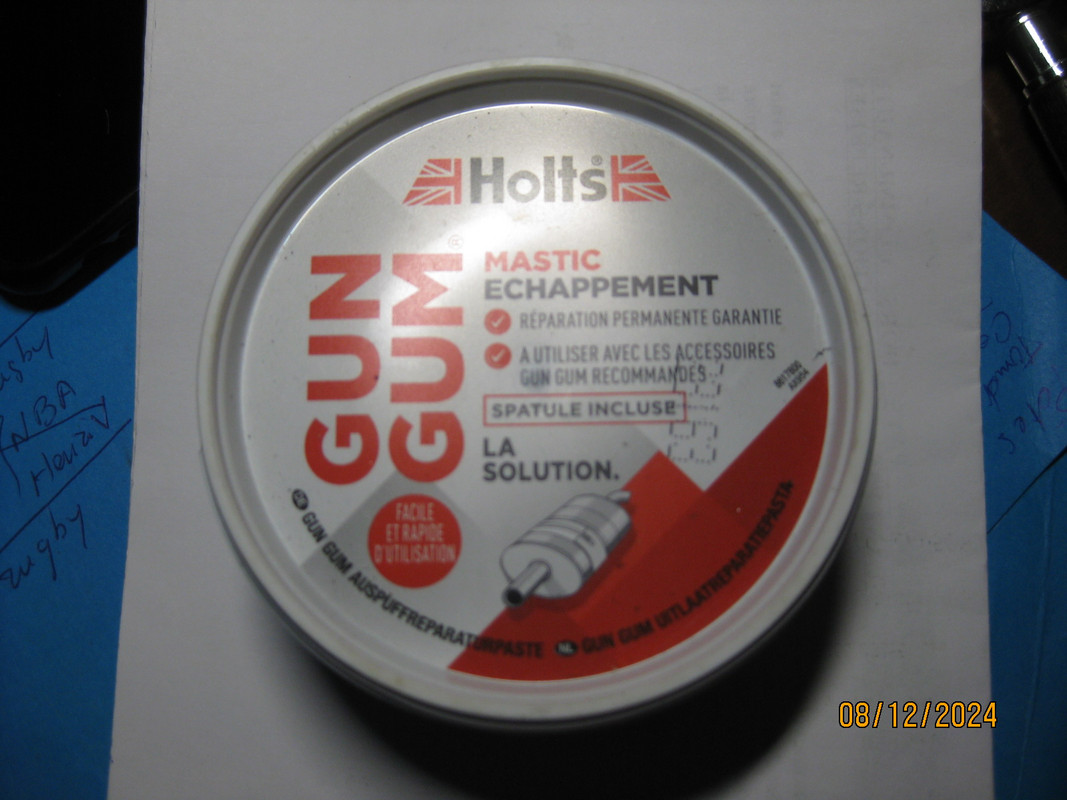 Holts®
GUN
GUM®
MASTIC
ECHAPPEMENT
RÉPARATION PERMANENTE GARANTIE
A UTILISER AVEC LES ACCESSOIRES
GUN GUM RECOMMANDÉS
SPATULE INCLUSE
LA
SOLUTION.
FACILE
ET RAPIDE
D'UTILISATION
GUN GUM AUSPUFFREPARATURPASTE
NL GUN GUM UITLAATREPARATIEPASTA
NBA
Rugby
08/12/2024